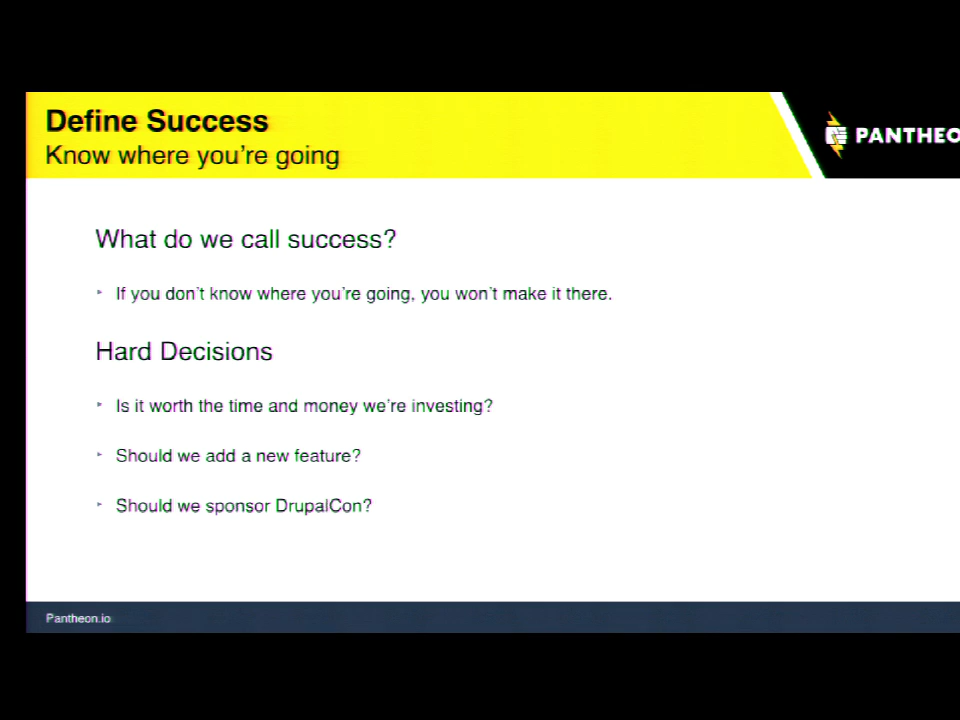 Define Success
Know where you're going
PANTHEO
What do we call success?
‣ If you don't know where you're going, you won't make it there.
Hard Decisions
‣ Is it worth the time and money we're investing?
‣ Should we add a new feature?
‣ Should we sponsor DrupalCon?
Pantheon.io